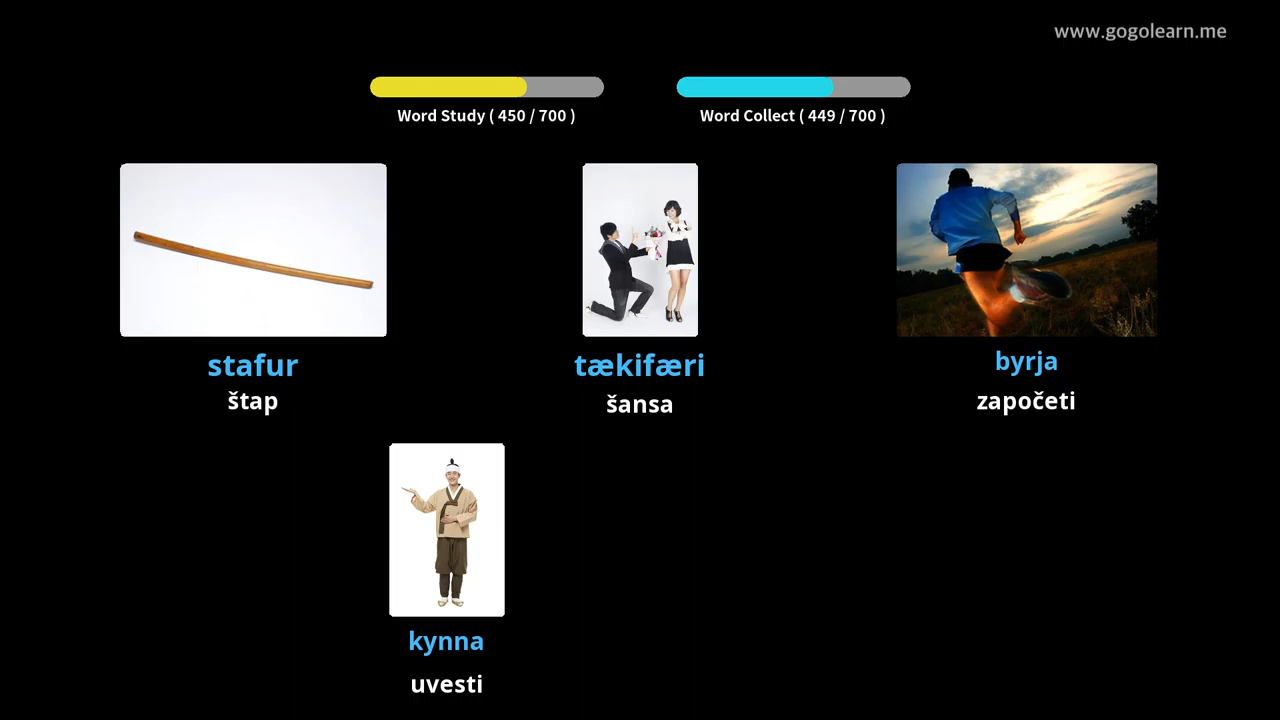 www.gogolearn.me
Word Study ( 450 / 700 )
Word Collect ( 449 / 700 )
stafur
štap
tækifæri
šansa
byrja
započeti
kynna
uvesti